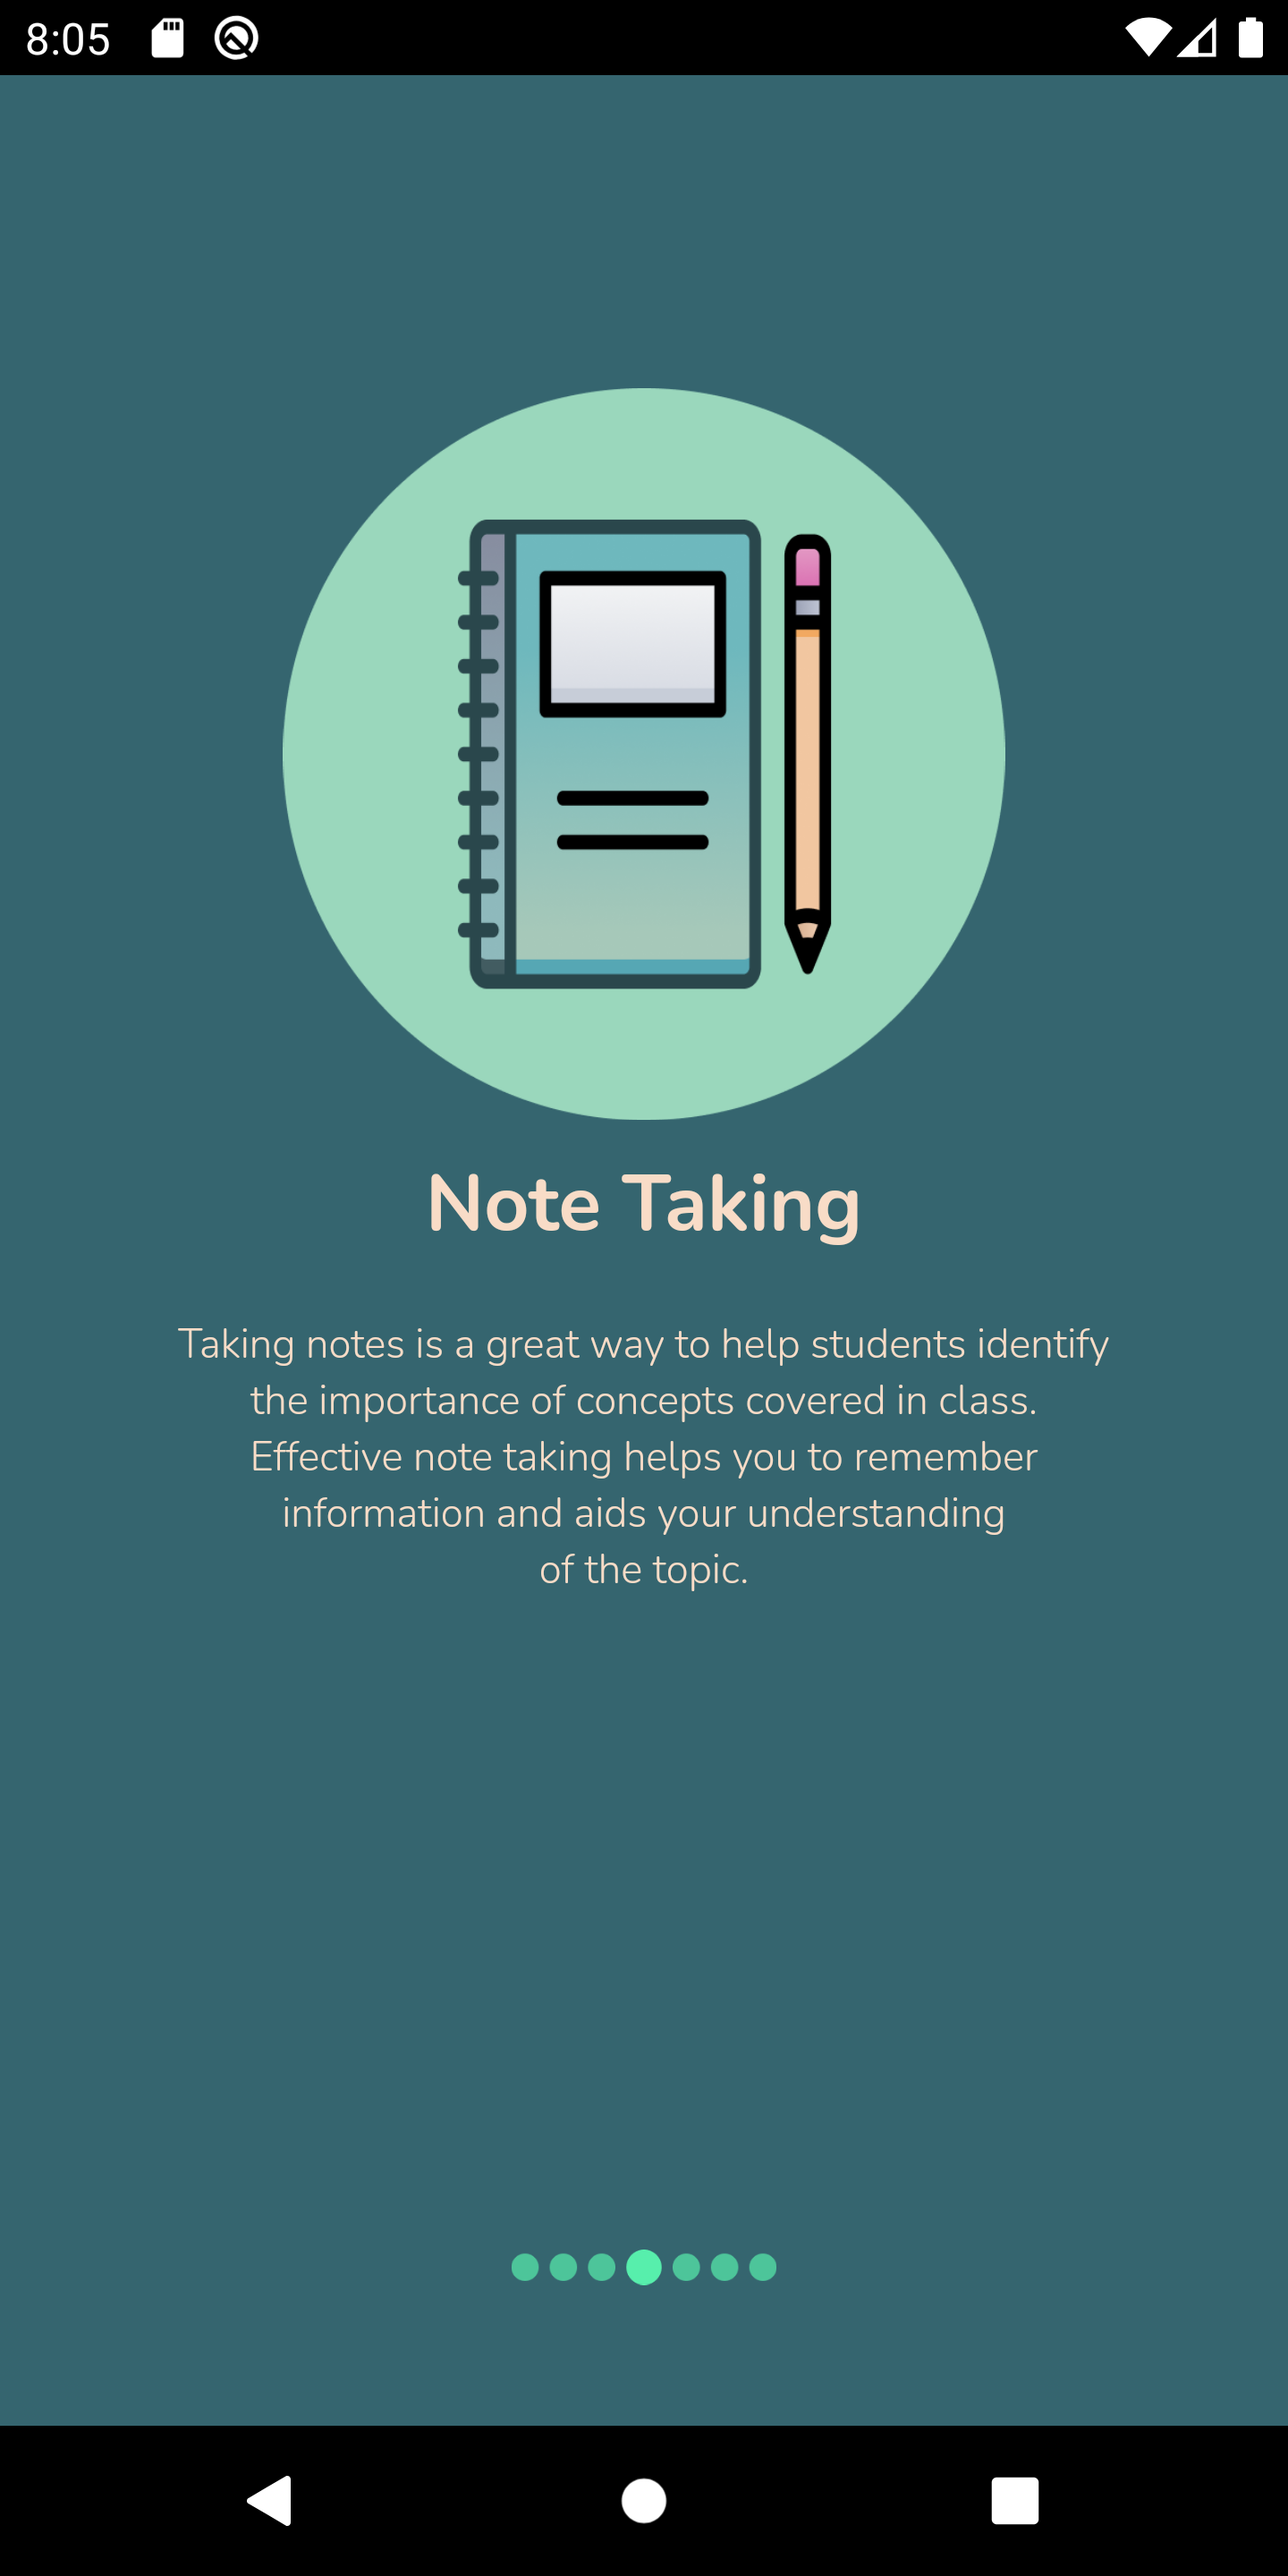 8:05
Note Taking
Taking notes is a great way to help students identify
the importance of concepts covered in class.
Effective note taking helps you to remember
information and aids your understanding
of the topic.